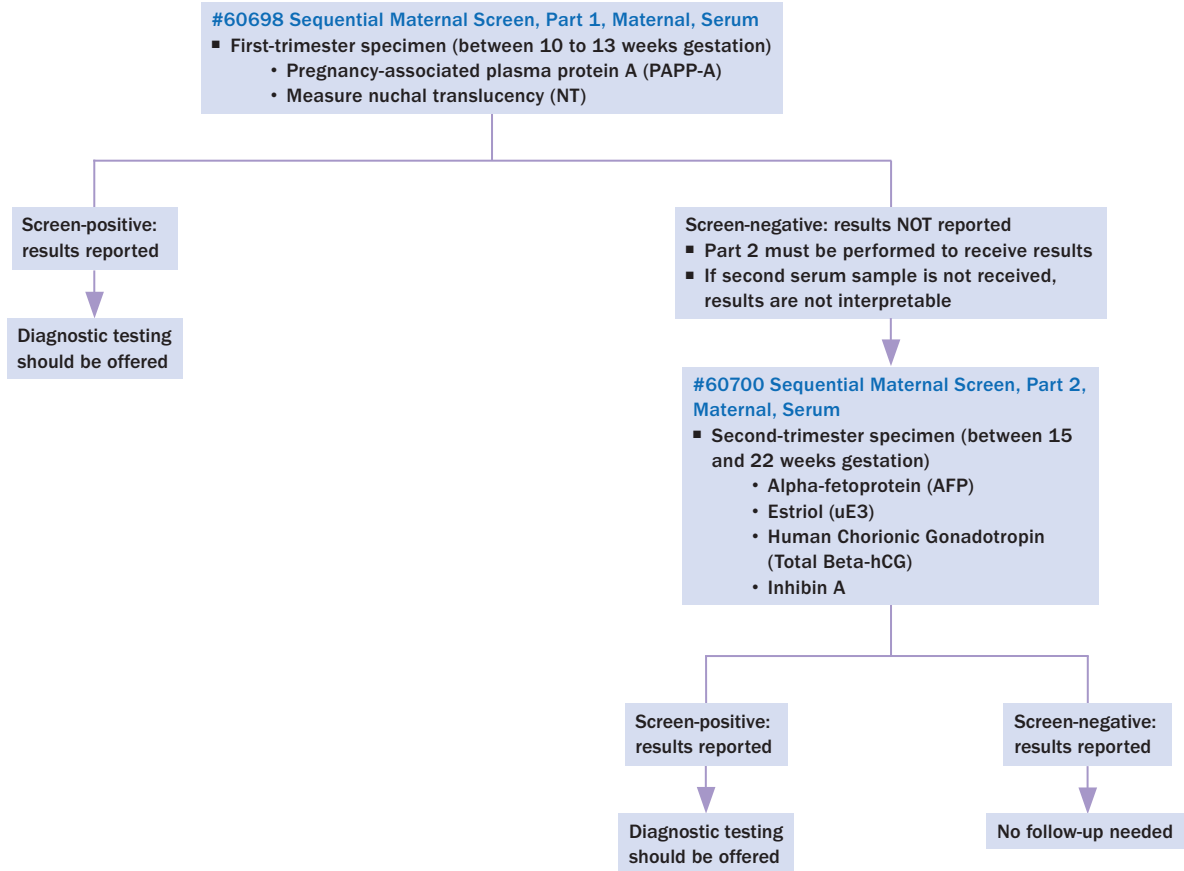 #60698 Sequential Maternal Screen, Part 1, Maternal, Serum
▪ First-trimester specimen (between 10 to 13 weeks gestation)
• Pregnancy-associated plasma protein A (PAPP-A)
• Measure nuchal translucency (NT)
Screen-positive:
results reported
Diagnostic testing
should be offered
Screen-negative: results NOT reported
▪ Part 2 must be performed to receive results
▪ If second serum sample is not received,
results are not interpretable
#60700 Sequential Maternal Screen, Part 2,
Maternal, Serum
▪ Second-trimester specimen (between 15
and 22 weeks gestation)
• Alpha-fetoprotein (AFP)
• Estriol (uE3)
• Human Chorionic Gonadotropin
(Total Beta-hCG)
• Inhibin A
Screen-positive:
results reported
Diagnostic testing
should be offered
Screen-negative:
results reported
No follow-up needed